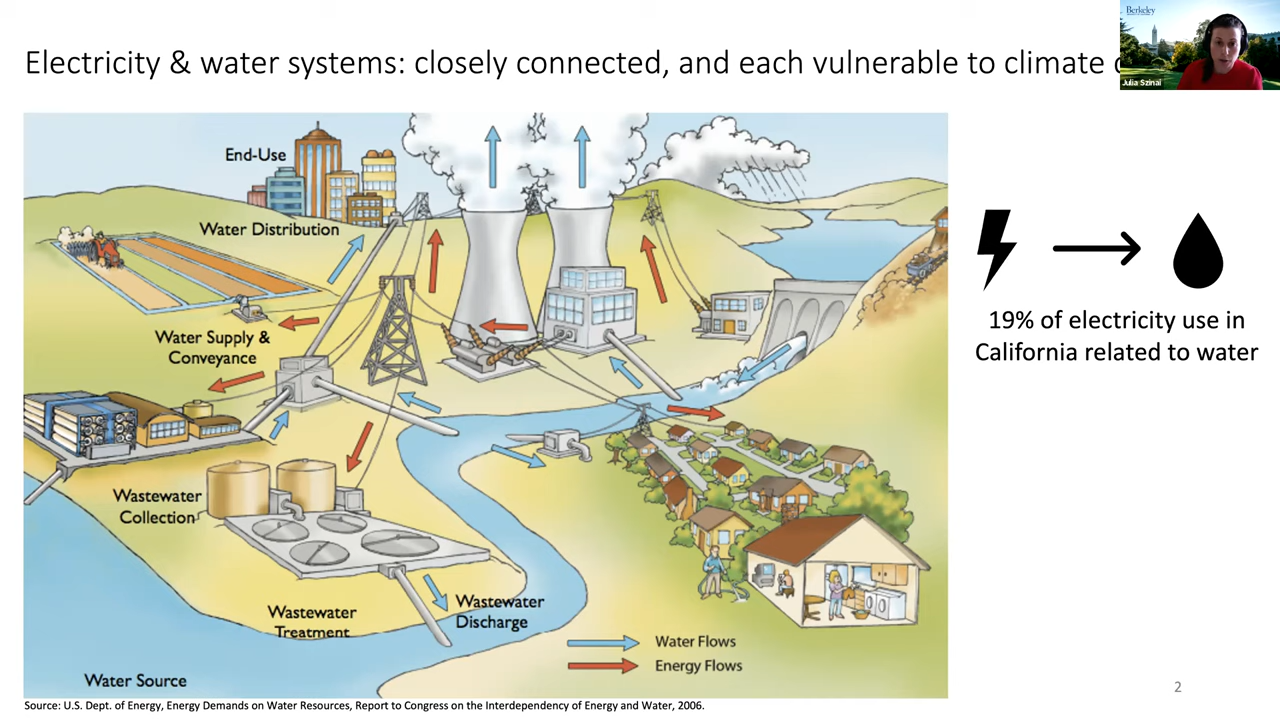 Electricity & water systems: closely connected, and each vulnerable to climate
Berkeley
Julia Szinai
End-Use
Water Distribution
Water Supply &
Conveyance
Wastewater
Collection
Wastewater
Treatment
Wastewater
Discharge
Water Source
Water Flows
Energy Flows
19% of electricity use in
California related to water
Source: U.S. Dept. of Energy, Energy Demands on Water Resources, Report to Congress on the Interdependency of Energy and Water, 2006.
2